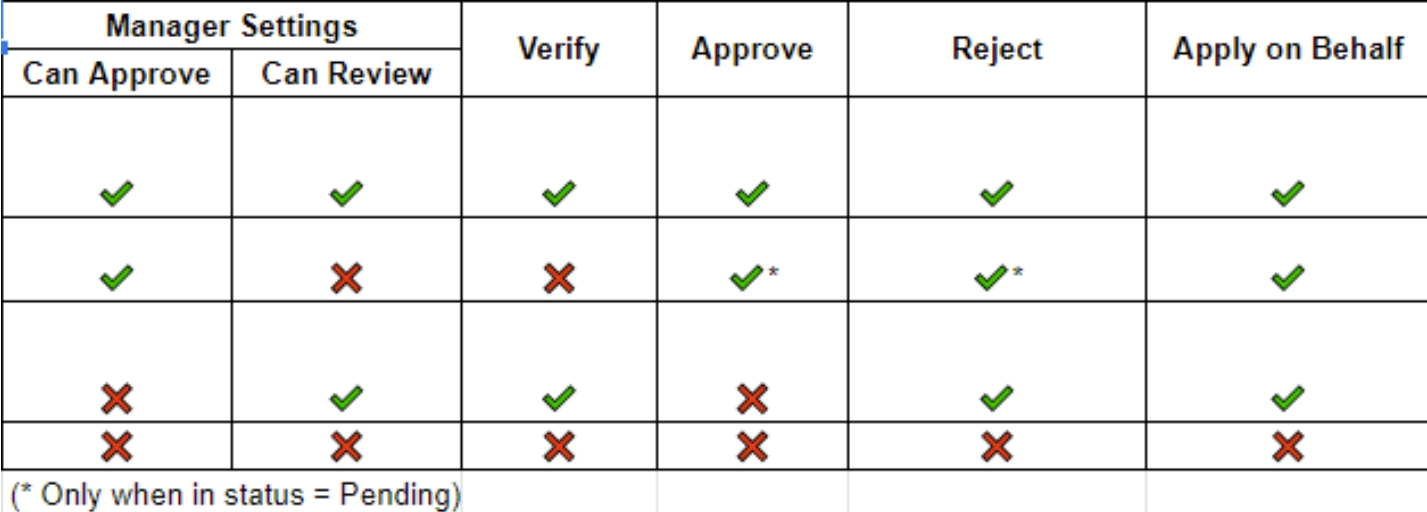 Manager Settings Verify Approve Reject Apply on Behalf
Can Approve Can Review
✔ ✔ ✔ ✔ ✔ ✔
✔ ✖ ✖ ✔* ✔* ✔
✖ ✔ ✔ ✖ ✔ ✔
✖ ✖ ✖ ✖ ✖ ✖
(* Only when in status = Pending)